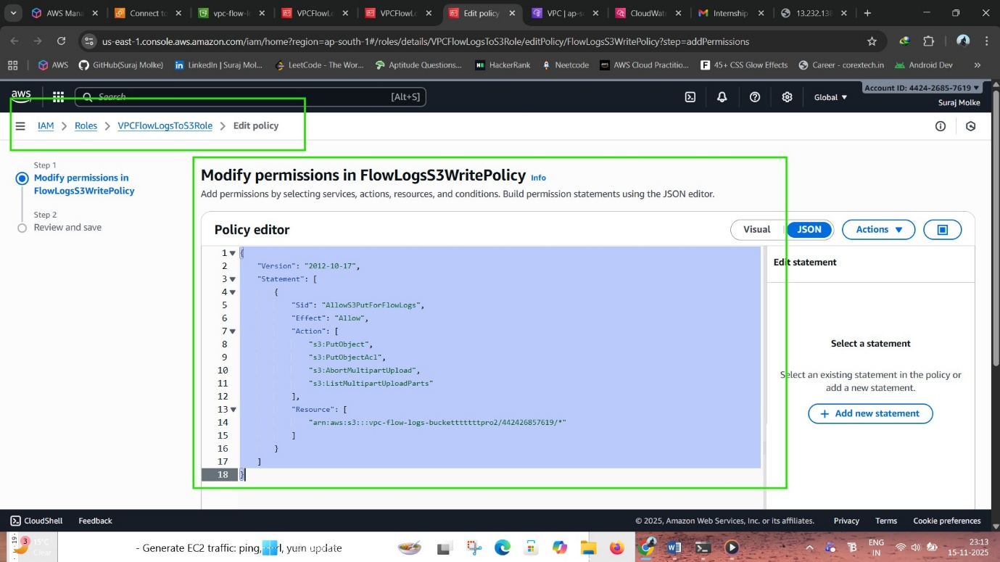 AWS Mana
Connect to
vpc-flow-lo
VPCFlowLo
VPCFlowLo
Edit policy
VPC | ap-so
CloudWatc
Internship
13.232.138
us-east-1.console.aws.amazon.com/iam/home?region=ap-south-1#/roles/details/VPCFlowLogsToS3Role/editPolicy/FlowLogsS3WritePolicy?step=addPermissions
AWS
GitHub(Suraj Molke)
LinkedIn | Suraj Mol...
LeetCode - The Wor...
Aptitude Questions...
HackerRank
Neetcode
AWS Cloud Practitio...
45+ CSS Glow Effects
Career - corextech.in
Android Dev
aws
Search
[Alt+S]
Global
Account ID: 4424-2685-7619
Suraj Molke
IAM > Roles > VPCFlowLogsToS3Role > Edit policy
Step 1
Modify permissions in
FlowLogsS3WritePolicy
Step 2
Review and save
Modify permissions in FlowLogsS3WritePolicy Info
Add permissions by selecting services, actions, resources, and conditions. Build permission statements using the JSON editor.
Policy editor
Visual
JSON
Actions
1 {
2 "Version": "2012-10-17",
3 "Statement": [
4 {
5 "Sid": "AllowS3PutForFlowLogs",
6 "Effect": "Allow",
7 "Action": [
8 "s3:PutObject",
9 "s3:PutObjectAcl",
10 "s3:AbortMultipartUpload",
11 "s3:ListMultipartUploadParts"
12 ],
13 "Resource": [
14 "arn:aws:s3:::vpc-flow-logs-bucketttttttpro2/442426857619/*"
15 ]
16 }
17 ]
18 }
Edit statement
Select a statement
Select an existing statement in the policy or
add a new statement.
+ Add new statement
CloudShell
Feedback
© 2025, Amazon Web Services, Inc. or its affiliates.
Privacy
Terms
Cookie preferences
19
3
15°C
Clear
- Generate EC2 traffic: ping, yum update
ENG
IN
23:13
15-11-2025